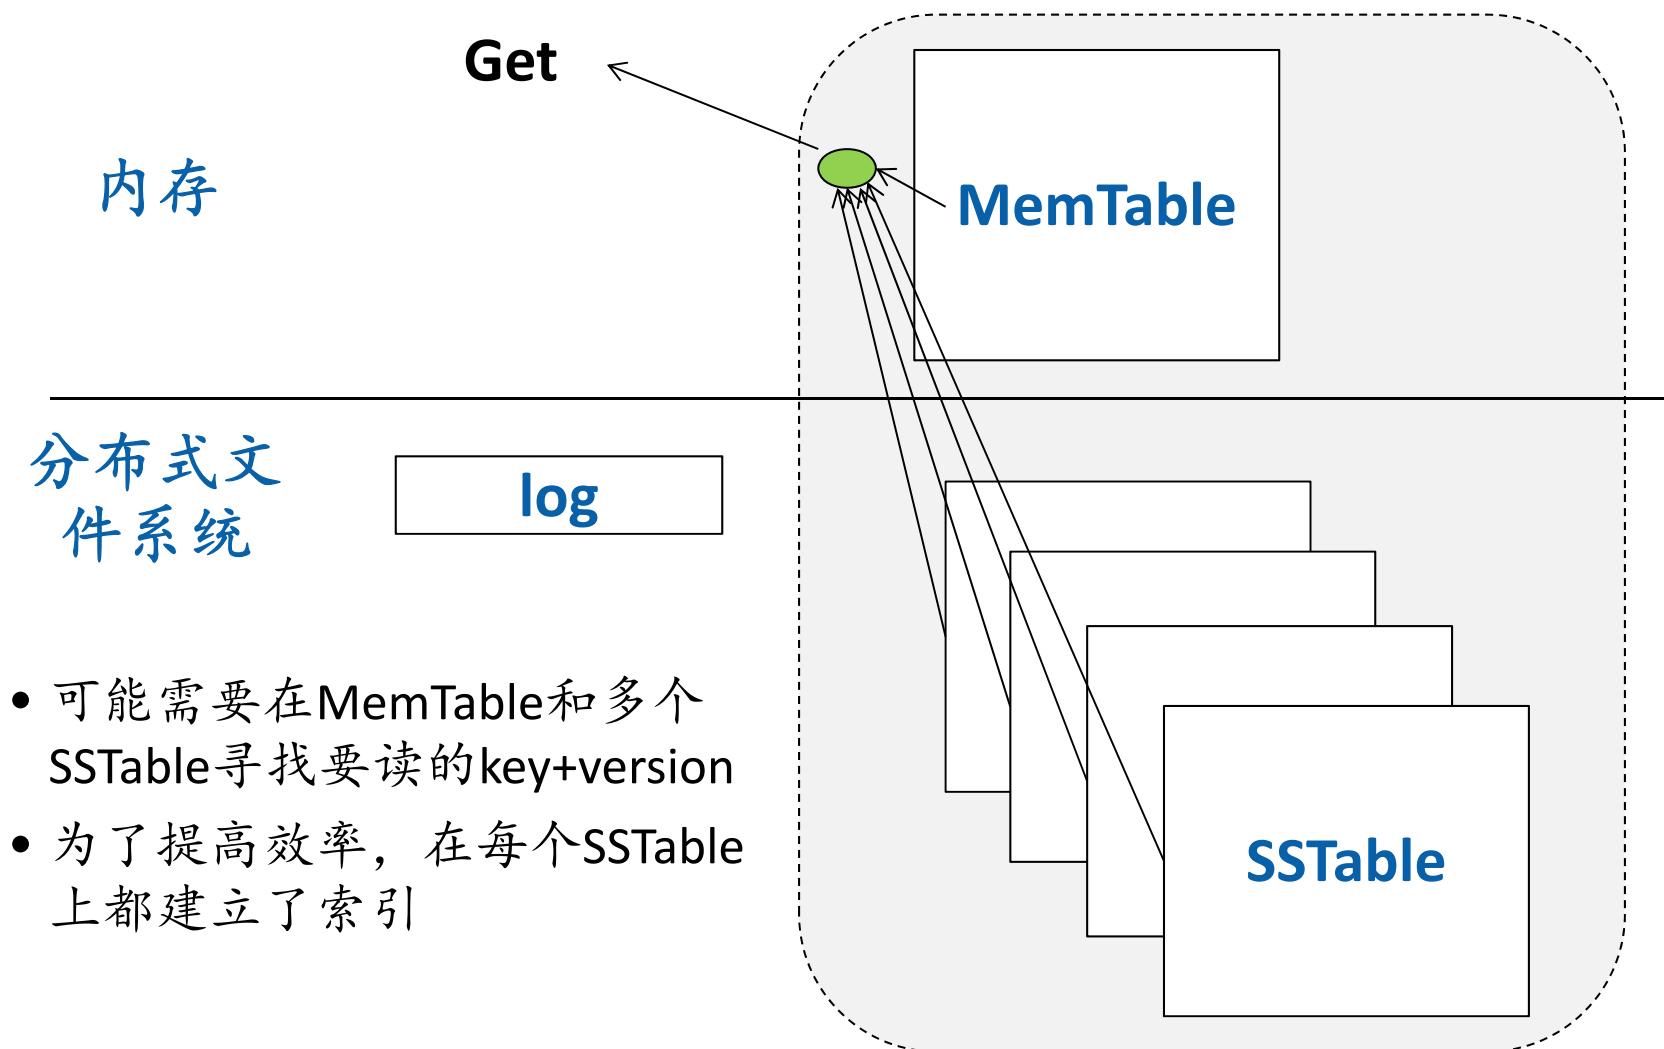 Get
内存
MemTable
分布式文
件系统
log
• 可能需要在MemTable和多个
SSTable寻找要读的key+version
• 为了提高效率，在每个SSTable
上都建立了索引
SSTable